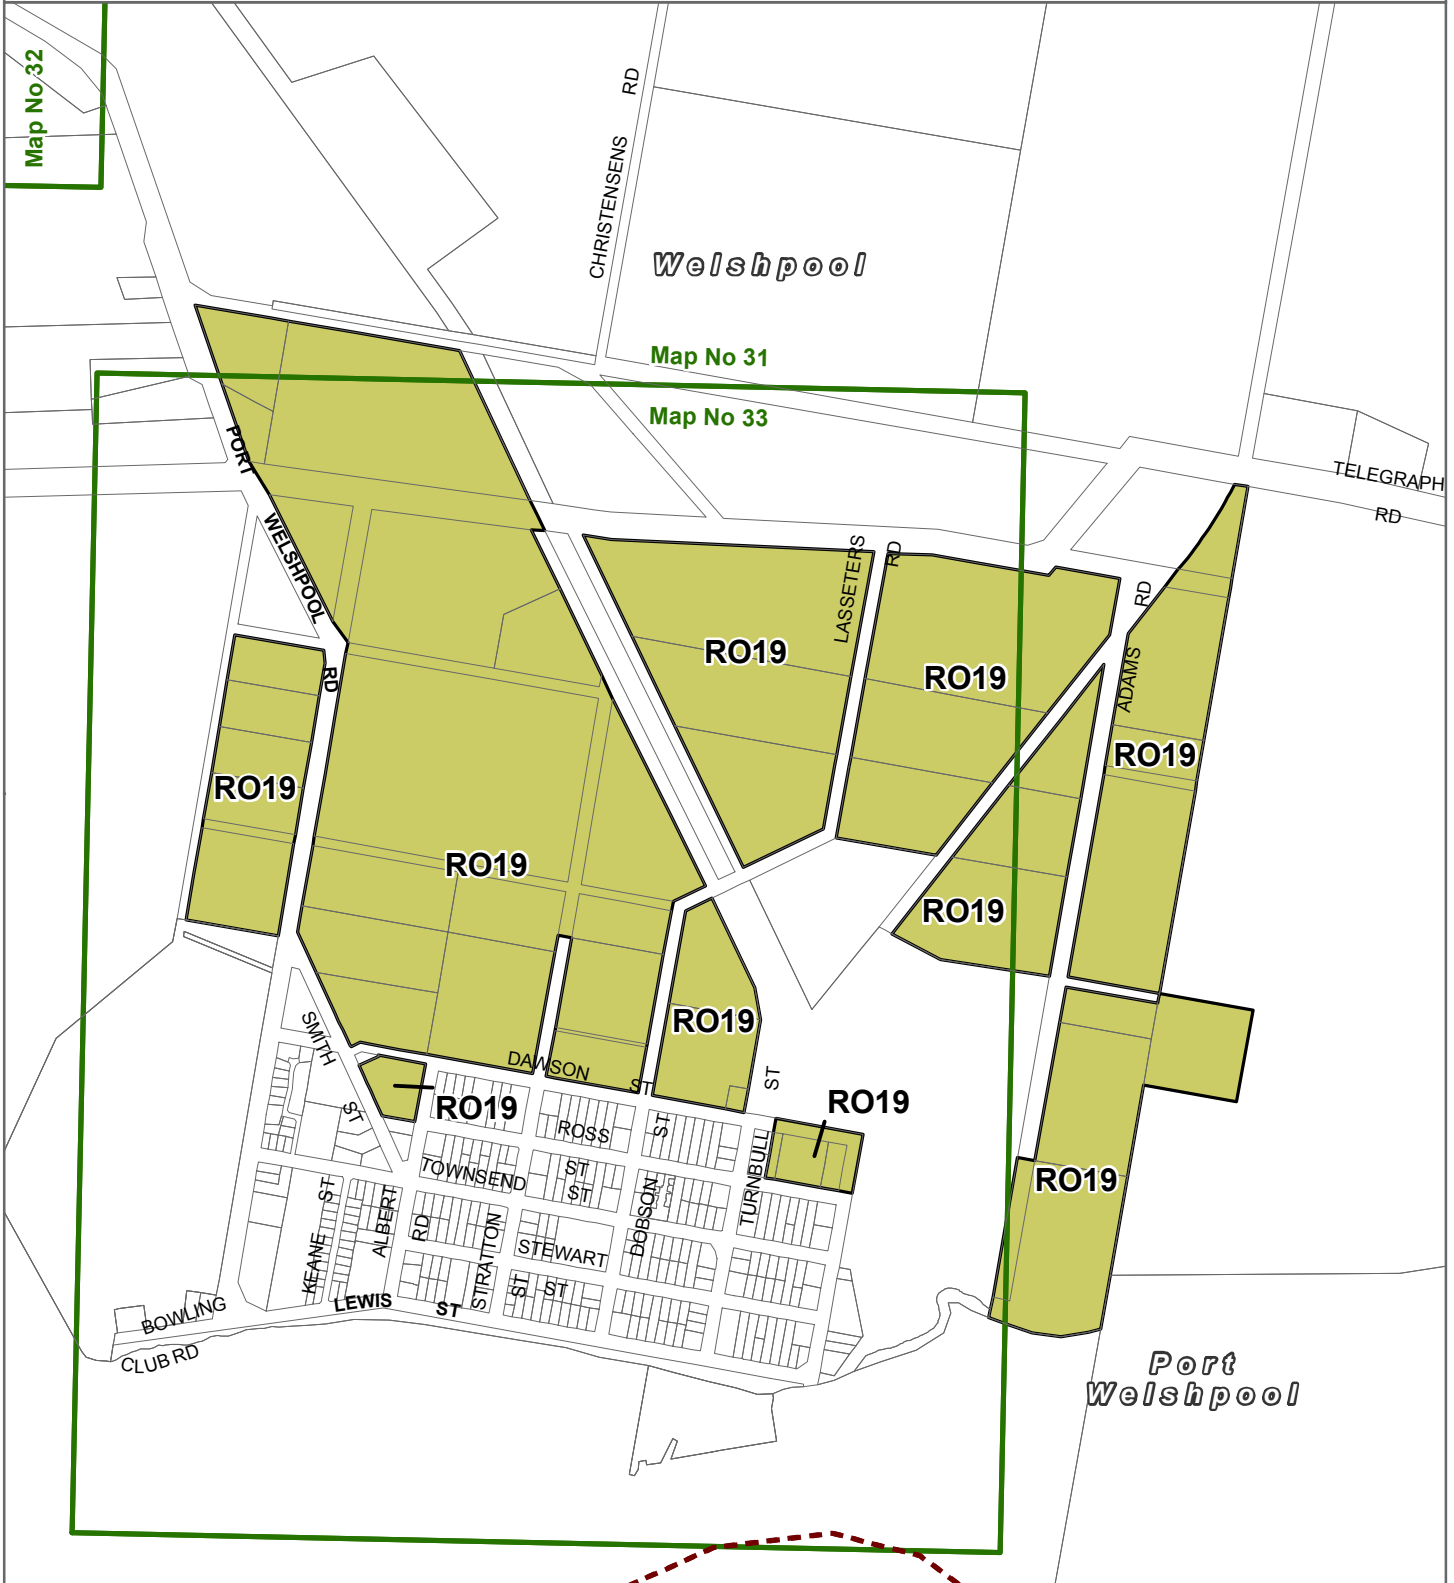 Map No 32
RD
CHRISTENSENS
Welshpool
Map No 31
Map No 33
TELEGRAPH
RD
PORT
WELSHPOOL
RD
LASSETERS
RD
RD
ADAMS
RO19
RO19
RO19
RO19
RO19
RO19
RO19
SMITH
ST
DAWSON
ST
ST
RO19
RO19
ROSS
ST
TURNBULL
TOWNSEND
ST
ST
RO19
KEANE
ST
ALBERT
RD
STRATTON
ST
DOBSON
STEWART
ST
LEWIS
ST
BOWLING
CLUB RD
Port
Welshpool